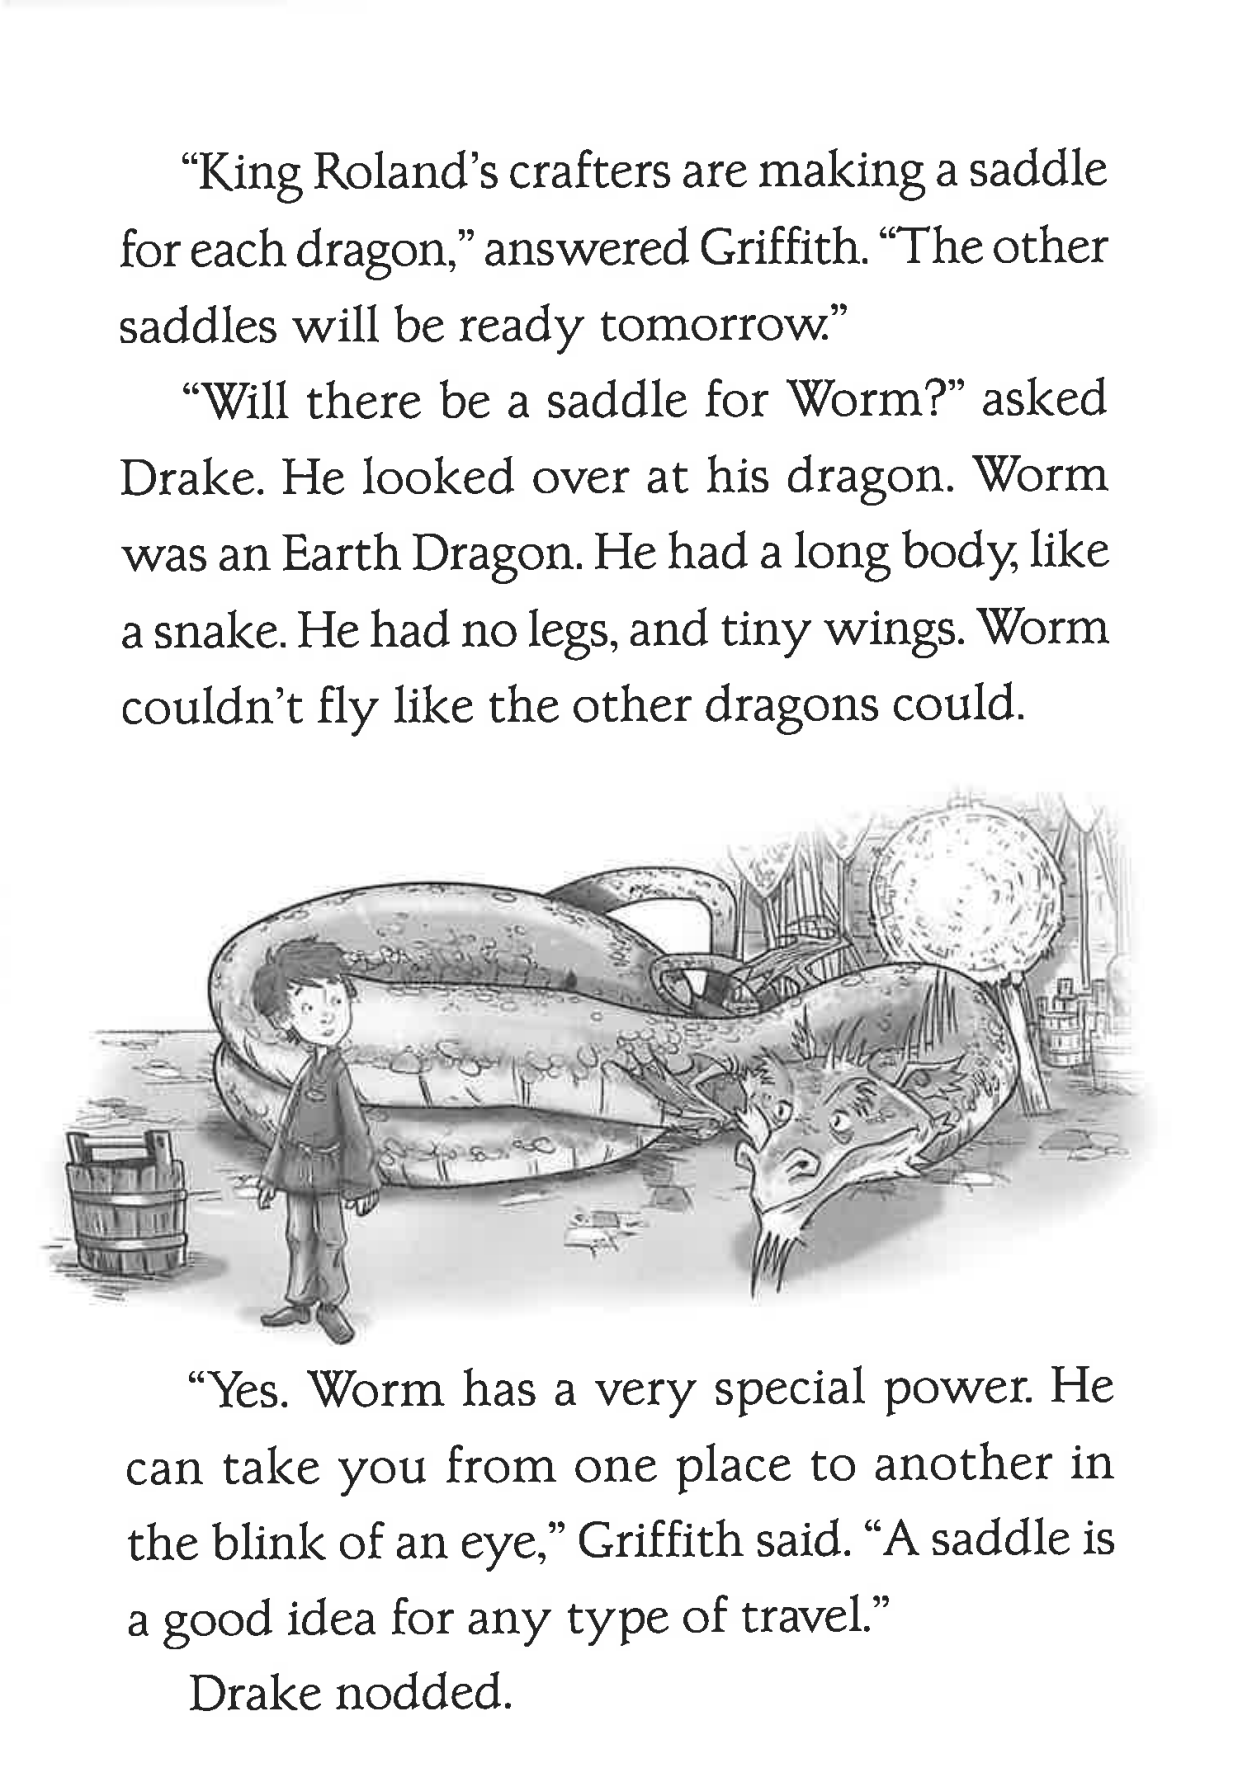 “King Roland’s crafters are making a saddle
for each dragon,” answered Griffith. “The other
saddles will be ready tomorrow.”
“Will there be a saddle for Worm?” asked
Drake. He looked over at his dragon. Worm
was an Earth Dragon. He had a long body, like
a snake. He had no legs, and tiny wings. Worm
couldn’t fly like the other dragons could.
“Yes. Worm has a very special power. He
can take you from one place to another in
the blink of an eye,” Griffith said. “A saddle is
a good idea for any type of travel.”
Drake nodded.